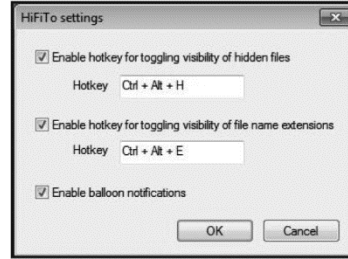 HiFiTo settings
Enable hotkey for toggling visibility of hidden files
Hotkey Ctrl + Alt + H
Enable hotkey for toggling visibility of file name extensions
Hotkey Ctrl + Alt + E
Enable balloon notifications
OK Cancel